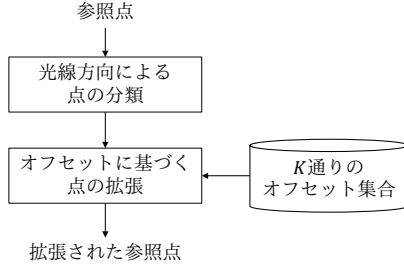 参照点
光線方向による
点の分類
オフセットに基づく
点の拡張
K通りの
オフセット集合
拡張された参照点